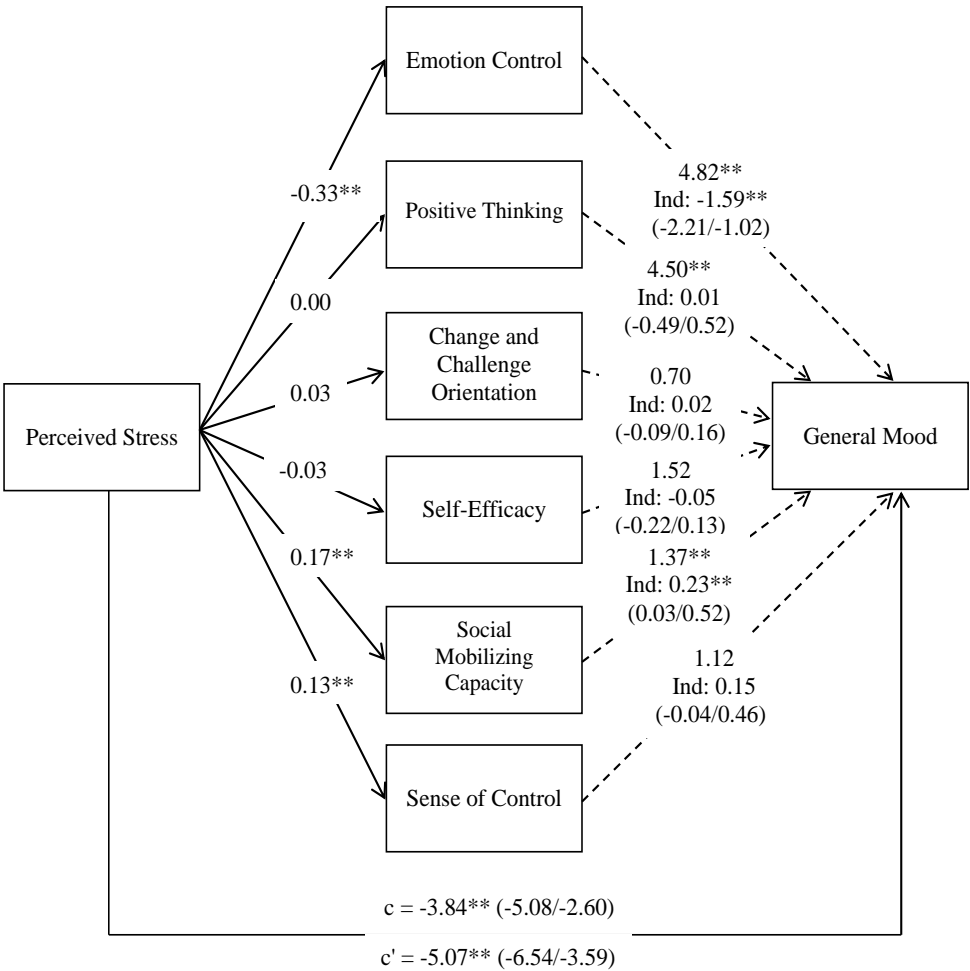 Emotion Control
4.82**
Ind: -1.59**
(-2.21/-1.02)
-0.33**
Positive Thinking
4.50**
Ind: 0.01
(-0.49/0.52)
0.00
Change and
Challenge
Orientation
0.70
Ind: 0.02
(-0.09/0.16)
0.03
Perceived Stress
General Mood
-0.03
Self-Efficacy
1.52
Ind: -0.05
(-0.22/0.13)
0.17**
1.37**
Ind: 0.23**
(0.03/0.52)
Social
Mobilizing
Capacity
0.13**
1.12
Ind: 0.15
(-0.04/0.46)
Sense of Control
c = -3.84** (-5.08/-2.60)
c' = -5.07** (-6.54/-3.59)